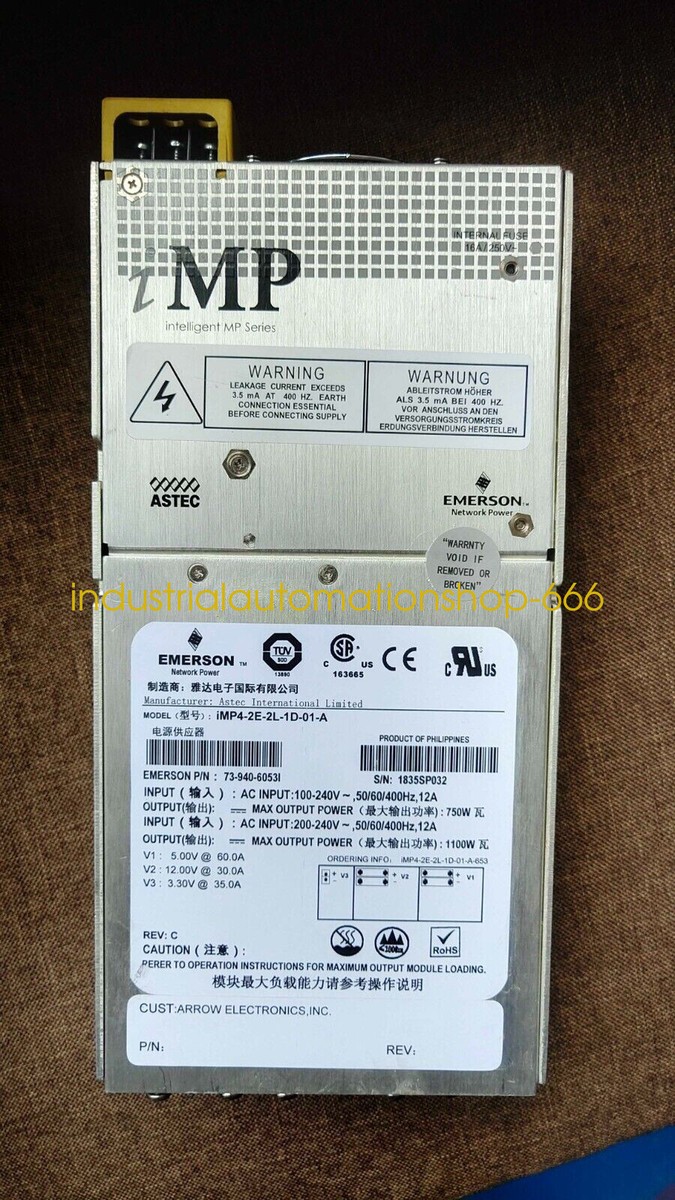 INTERNAL FUSE
16A / 250V~
iMP
intelligent MP Series
WARNING
LEAKAGE CURRENT EXCEEDS
3.5 mA AT 400 HZ. EARTH
CONNECTION ESSENTIAL
BEFORE CONNECTING SUPPLY
WARNUNG
ABLEITSTROM HÖHER
ALS 3.5 mA BEI 400 HZ.
VOR ANSCHLUSS AN DEN
VERSORGUNGSSTROMKREIS
ERDUNGSVERBINDUNG HERSTELLEN
ASTEC
EMERSON™
Network Power
"WARRNTY
VOID IF
REMOVED OR
BROKEN"
industrialautomationshop-666
EMERSON™
Network Power
TÜV
13890
C SA US
163665
CE
c RU US
制造商：雅达电子国际有限公司
Manufacturer: Astec International Limited
MODEL (型号): iMP4-2E-2L-1D-01-A
电源供应器
PRODUCT OF PHILIPPINES
EMERSON P/N : 73-940-6053I
S/N: 1835SP032
INPUT (输入) : AC INPUT:100-240V ~ ,50/60/400Hz,12A
OUTPUT(输出): MAX OUTPUT POWER (最大输出功率) : 750W 瓦
INPUT (输入) : AC INPUT:200-240V ~ ,50/60/400Hz,12A
OUTPUT(输出): MAX OUTPUT POWER (最大输出功率) : 1100W 瓦
V1 : 5.00V @ 60.0A
V2 : 12.00V @ 30.0A
V3 : 3.30V @ 35.0A
ORDERING INFO: iMP4-2E-2L-1D-01-A-653
+ V3 + V2 + V1
- - -
REV: C
RoHS
CAUTION (注意) :
RERER TO OPERATION INSTRUCTIONS FOR MAXIMUM OUTPUT MODULE LOADING.
模块最大负载能力请参考操作说明
CUST:ARROW ELECTRONICS,INC.
P/N:
REV: